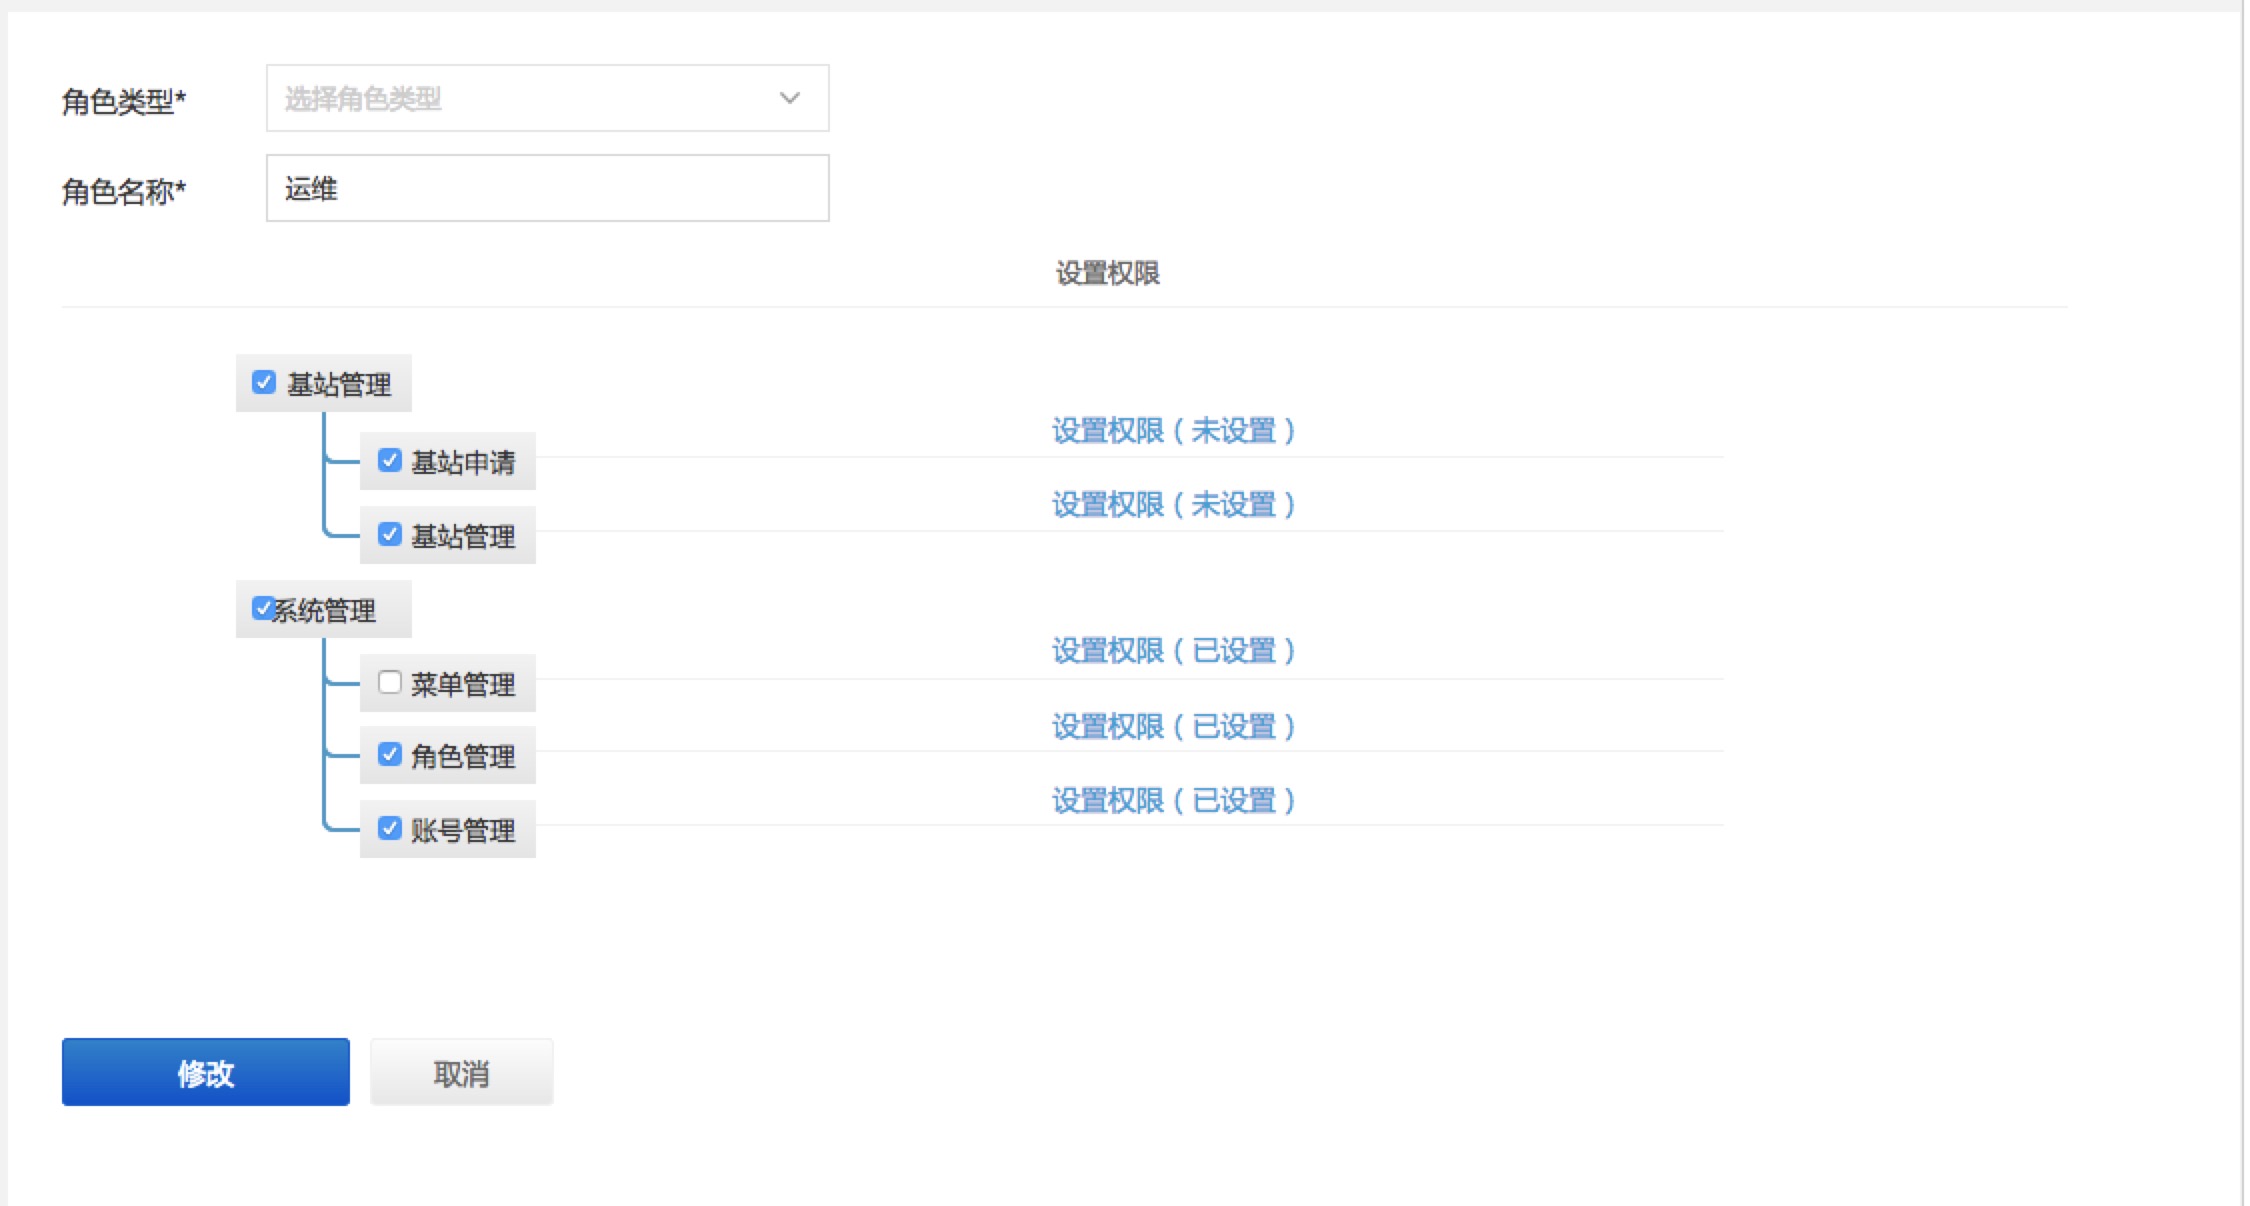 角色类型* 选择角色类型
角色名称* 运维
设置权限
基站管理
基站申请 设置权限（未设置）
基站管理 设置权限（未设置）
系统管理
菜单管理 设置权限（已设置）
角色管理 设置权限（已设置）
账号管理 设置权限（已设置）
修改 取消